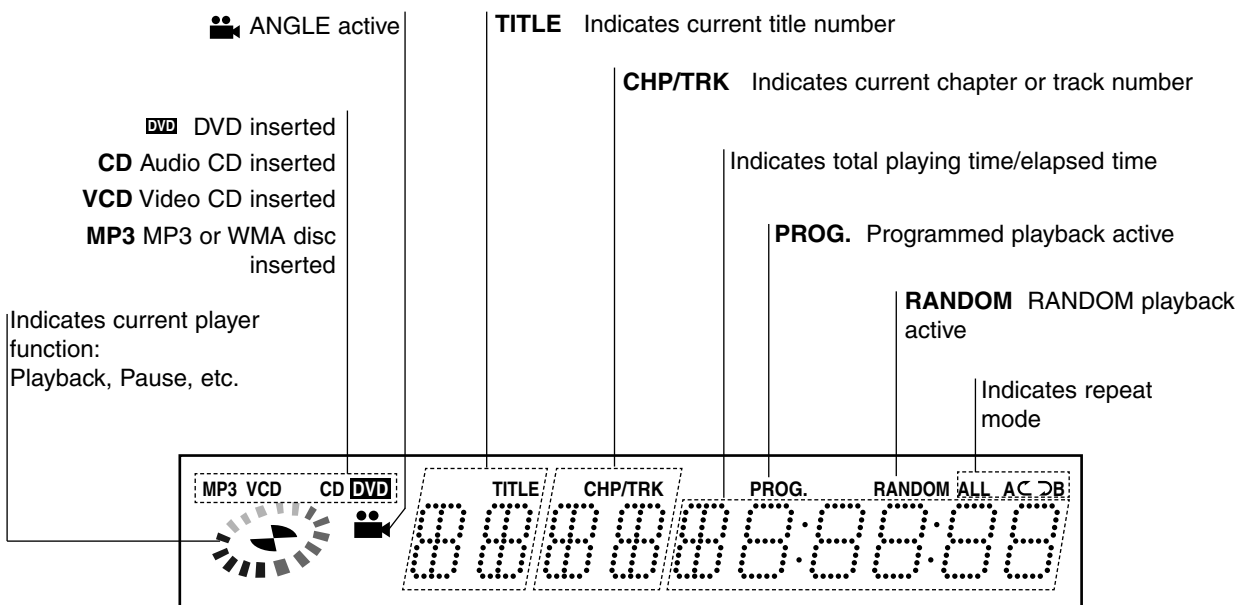 ANGLE active
TITLE Indicates current title number
CHP/TRK Indicates current chapter or track number
DVD DVD inserted
CD Audio CD inserted
VCD Video CD inserted
MP3 MP3 or WMA disc
inserted
Indicates total playing time/elapsed time
PROG. Programmed playback active
RANDOM RANDOM playback
active
Indicates current player
function:
Playback, Pause, etc.
Indicates repeat
mode
MP3 VCD CD DVD TITLE CHP/TRK PROG. RANDOM ALL A B